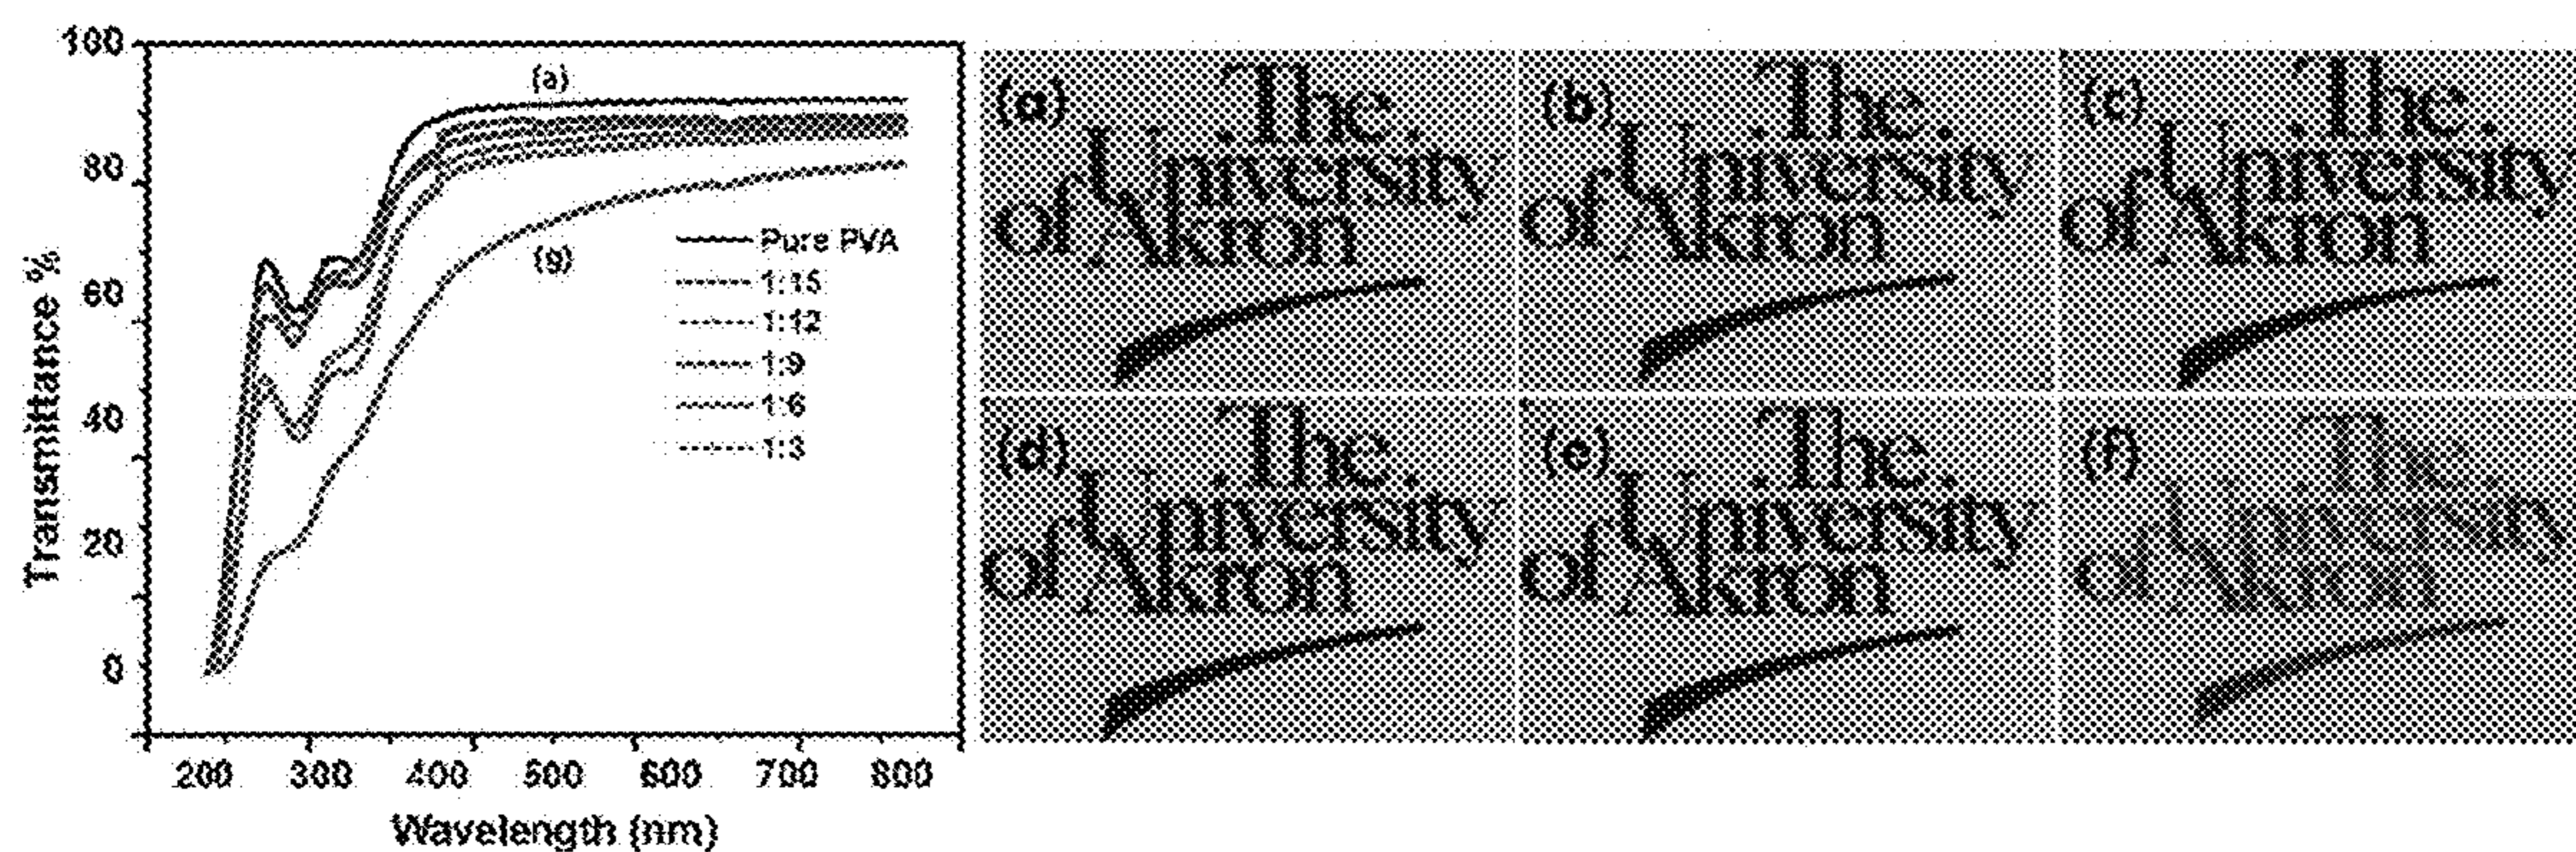 100
80
60
40
20
0
Transmittance %
200 300 400 500 600 700 800
Wavelength (nm)
(a)
(g)
Pure PVA
1:15
1:12
1:9
1:6
1:3
(a)
The
University
of Akron
(b)
The
University
of Akron
(c)
The
University
of Akron
(d)
The
University
of Akron
(e)
The
University
of Akron
(f)
The
University
of Akron